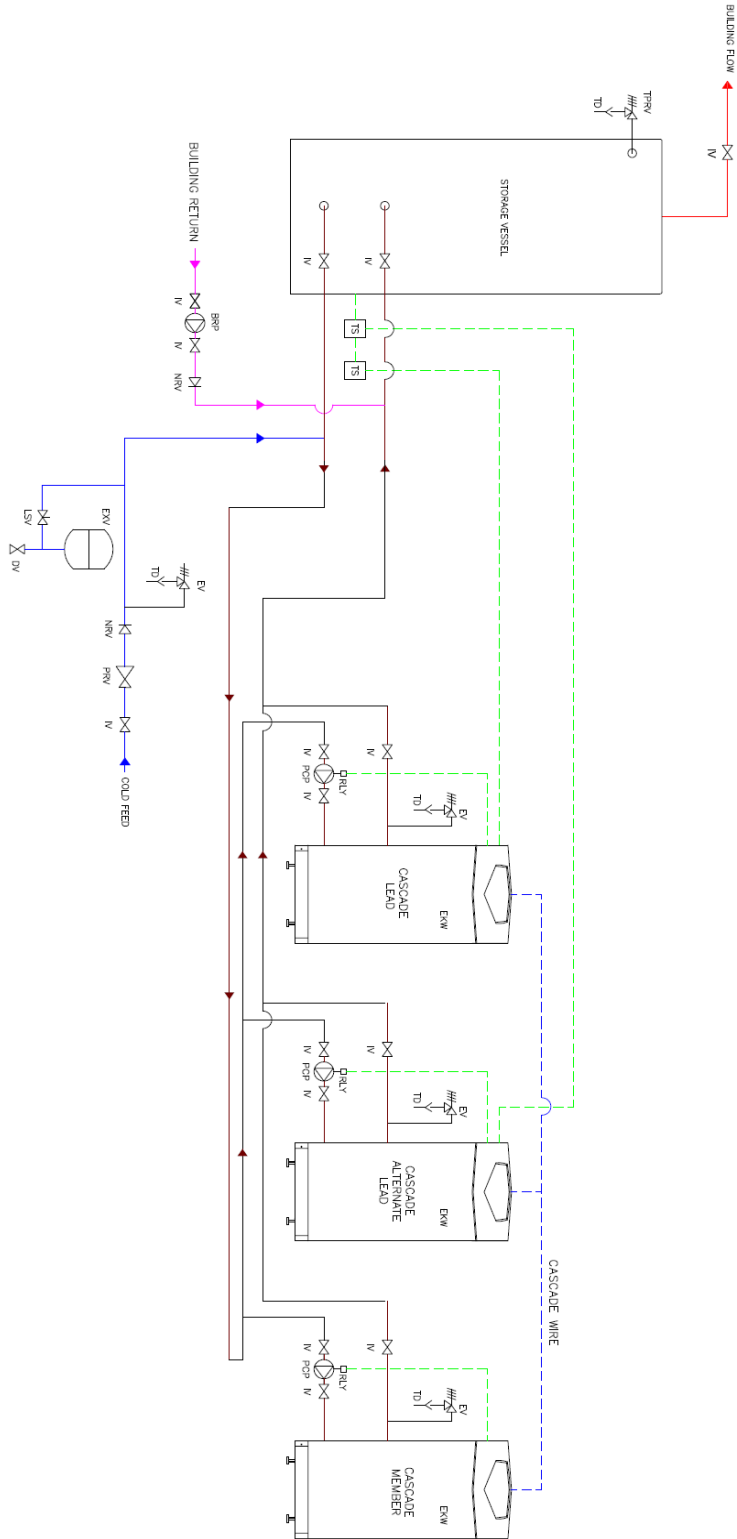 BUILDING FLOW
IV
TPRV
TD
STORAGE VESSEL
IV
IV
BUILDING RETURN
IV
BRP
IV
NRV
TS
TS
LSV
EXV
DV
TD
EV
NRV
PRV
IV
COLD FEED
IV
PCP
RLY
IV
IV
TD
EV
CASCADE
LEAD
EKW
IV
PCP
RLY
IV
IV
TD
EV
CASCADE
ALTERNATE
LEAD
EKW
CASCADE WIRE
IV
PCP
RLY
IV
IV
TD
EV
CASCADE
MEMBER
EKW